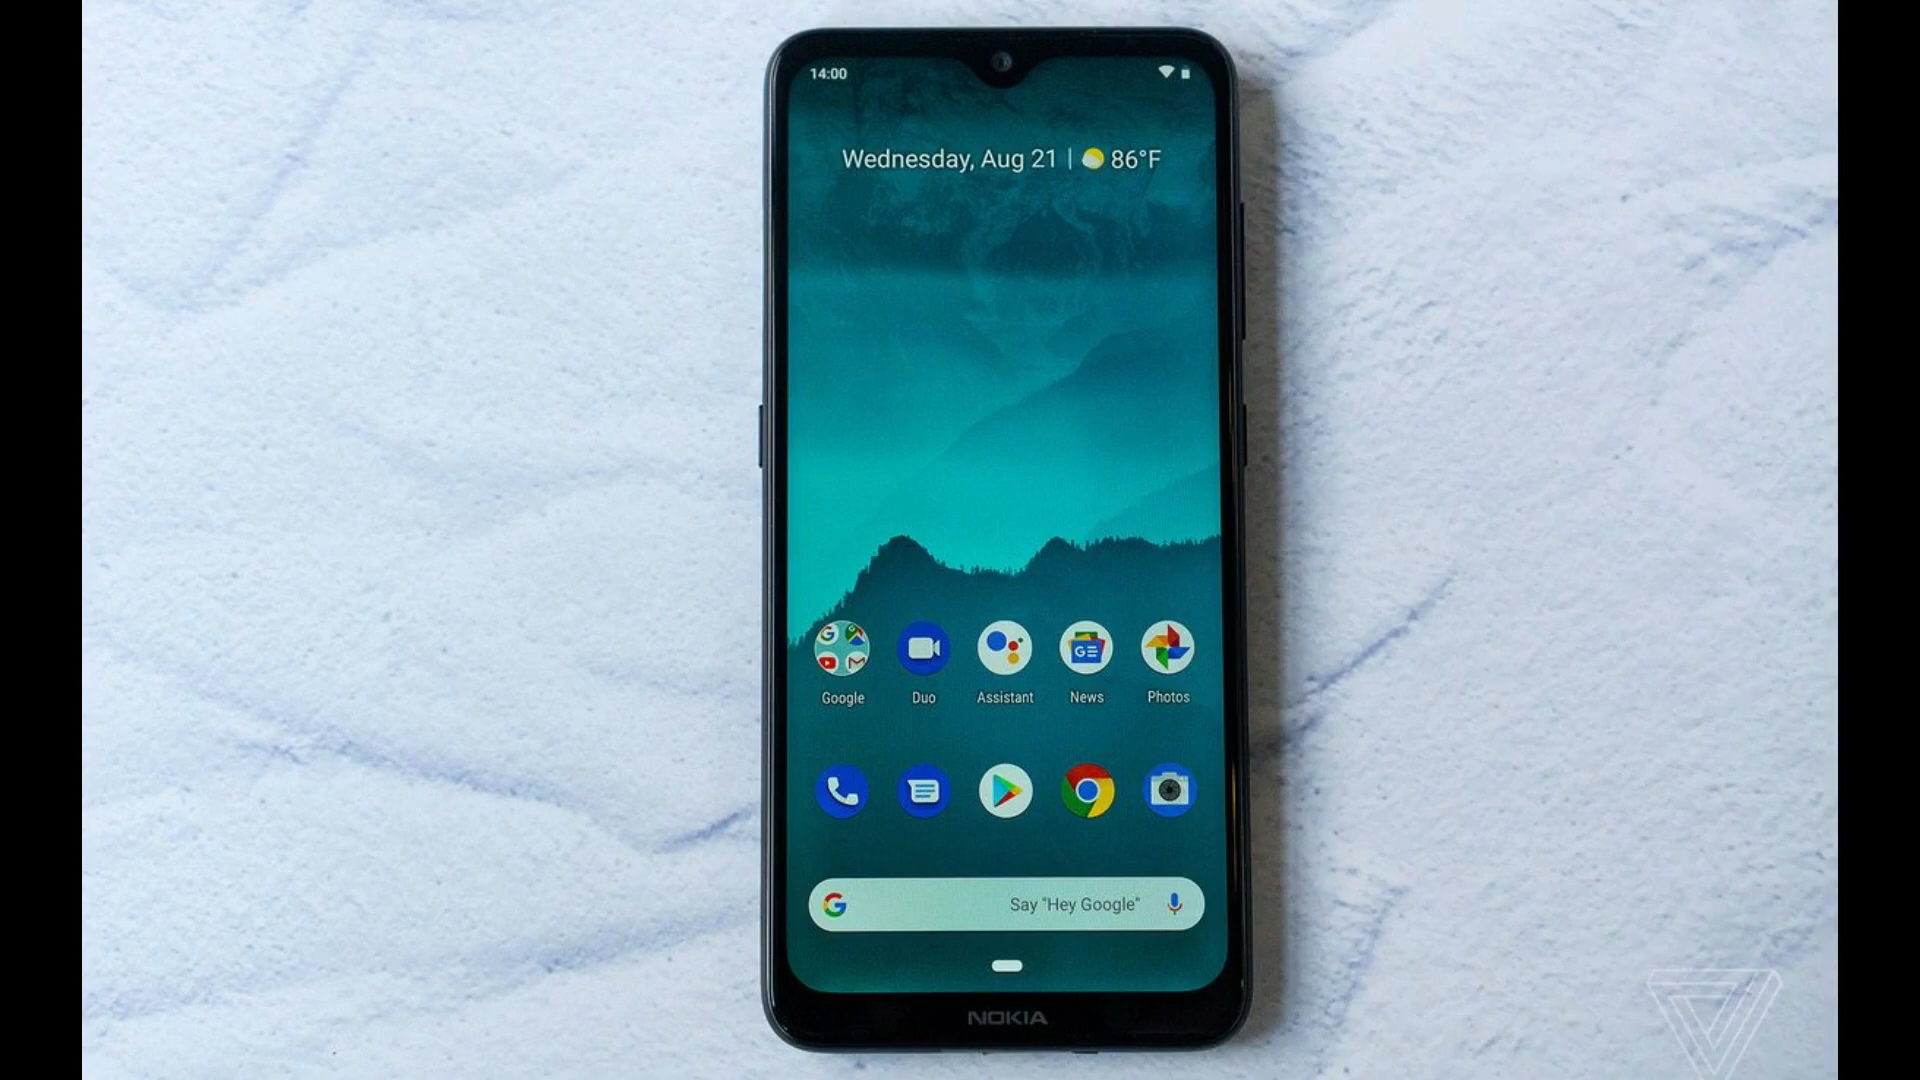 14:00
Wednesday, Aug 21 | 86°F
Google Duo Assistant News Photos
Say "Hey Google"
NOKIA